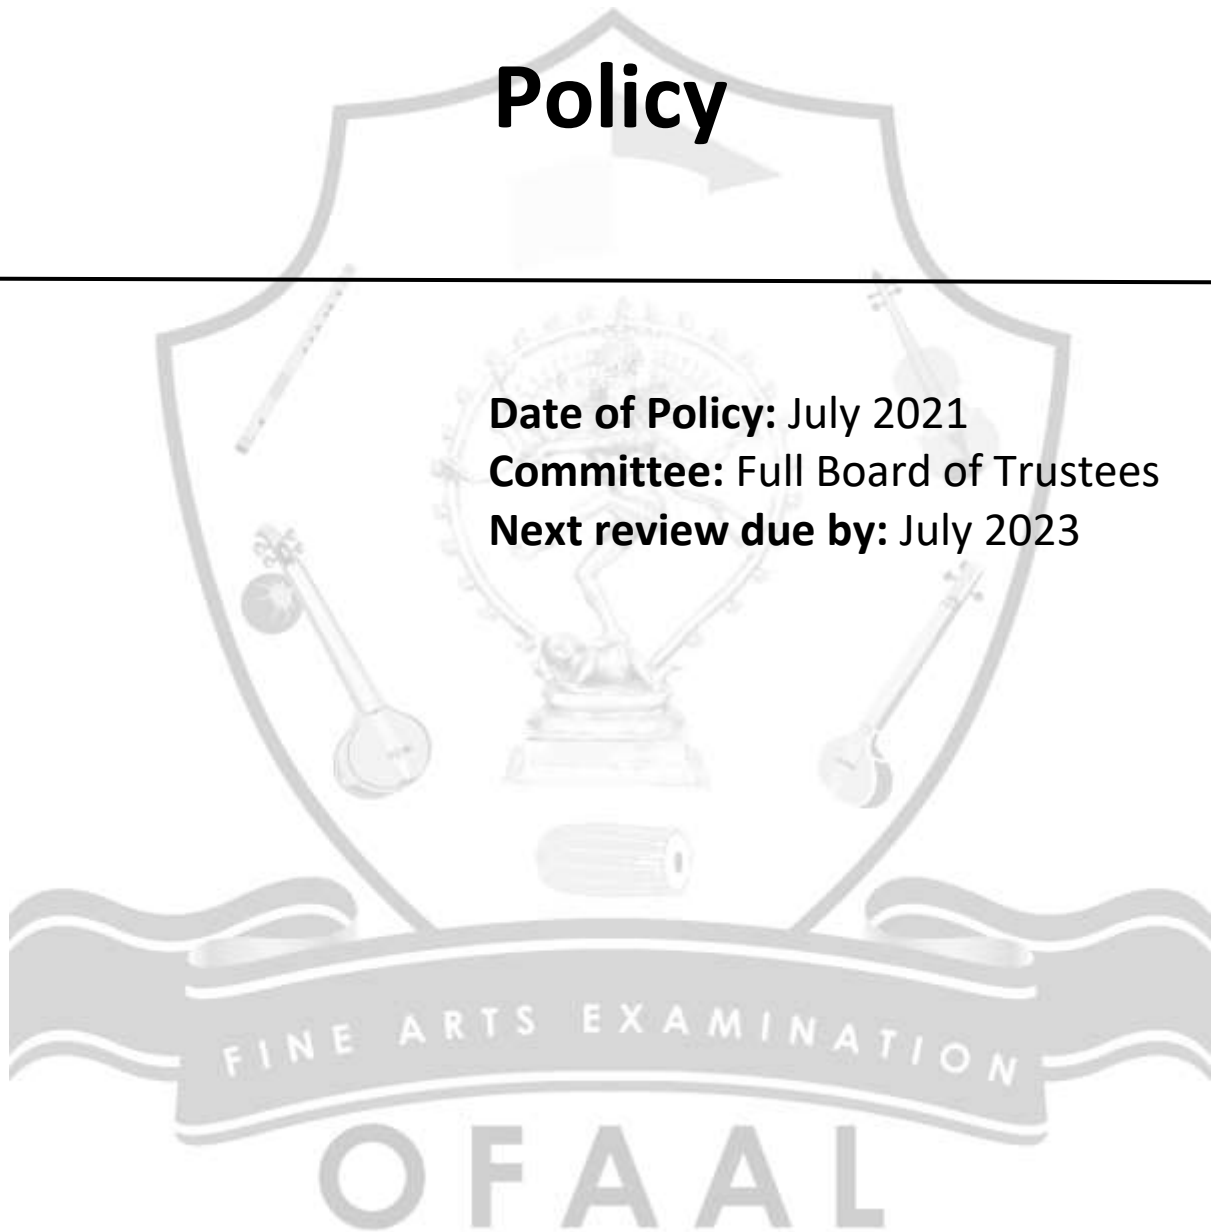 Policy
Date of Policy: July 2021
Committee: Full Board of Trustees
Next review due by: July 2023
FINE ARTS EXAMINATION
OFAAL